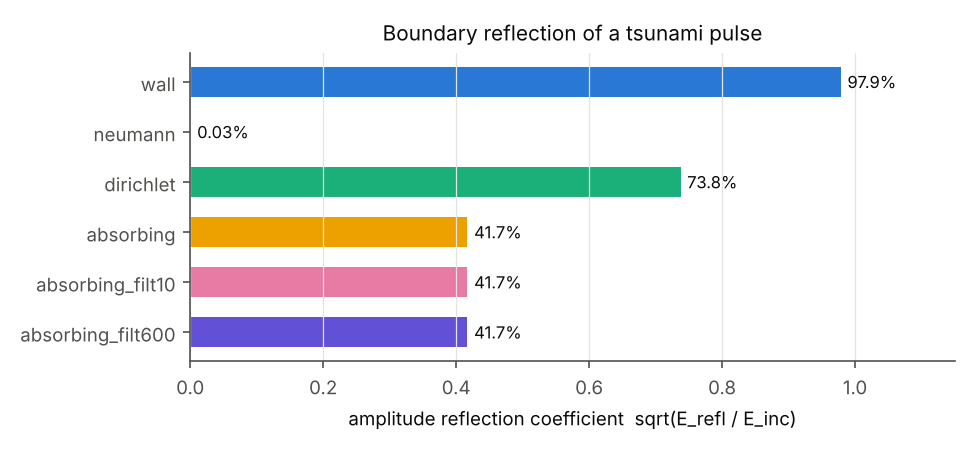 Boundary reflection of a tsunami pulse
wall 97.9%
neumann 0.03%
dirichlet 73.8%
absorbing 41.7%
absorbing_filt10 41.7%
absorbing_filt600 41.7%
0.0 0.2 0.4 0.6 0.8 1.0
amplitude reflection coefficient sqrt(E_refl / E_inc)